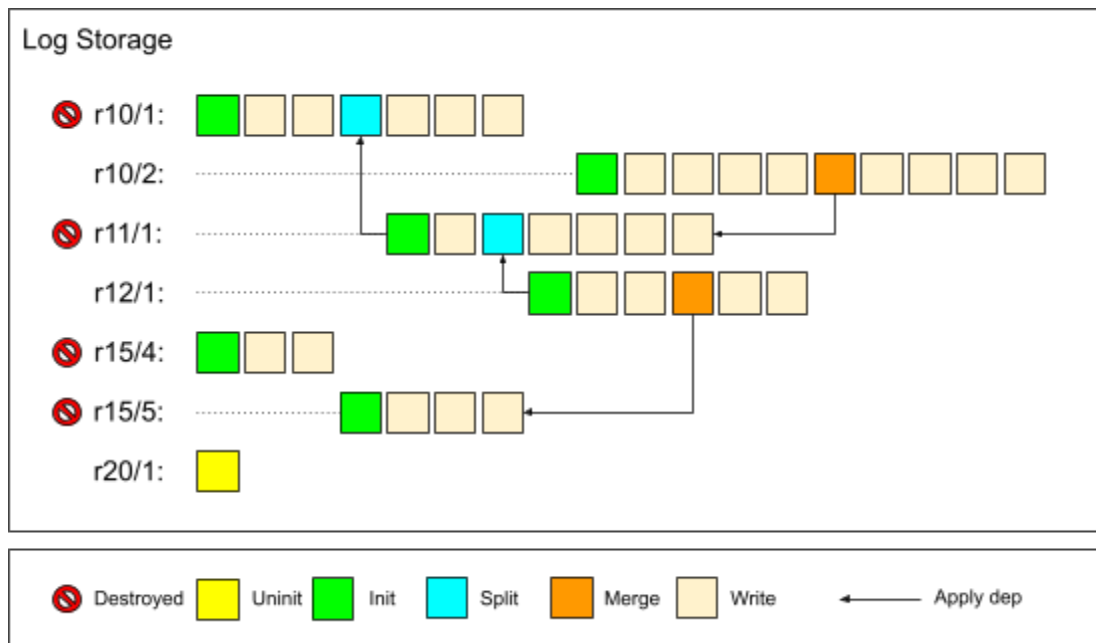 Log Storage
r10/1:
r10/2:
r11/1:
r12/1:
r15/4:
r15/5:
r20/1:
Destroyed Uninit Init Split Merge Write Apply dep